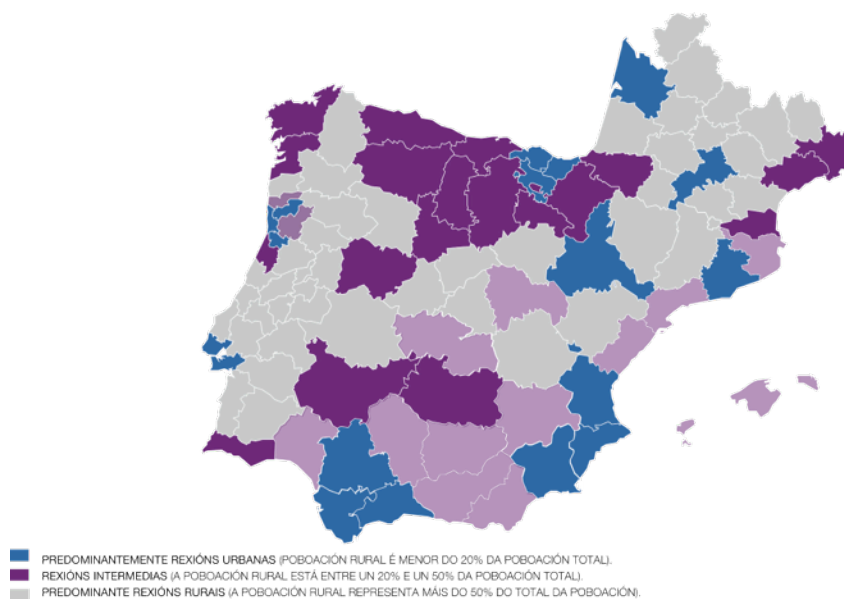 PREDOMINANTEMENTE REXIÓNS URBANAS (POBOACIÓN RURAL É MENOR DO 20% DA POBOACIÓN TOTAL).
REXIÓNS INTERMEDIAS (A POBOACIÓN RURAL ESTÁ ENTRE UN 20% E UN 50% DA POBOACIÓN TOTAL).
PREDOMINANTE REXIÓNS RURAIS (A POBOACIÓN RURAL REPRESENTA MÁIS DO 50% DO TOTAL DA POBOACIÓN).